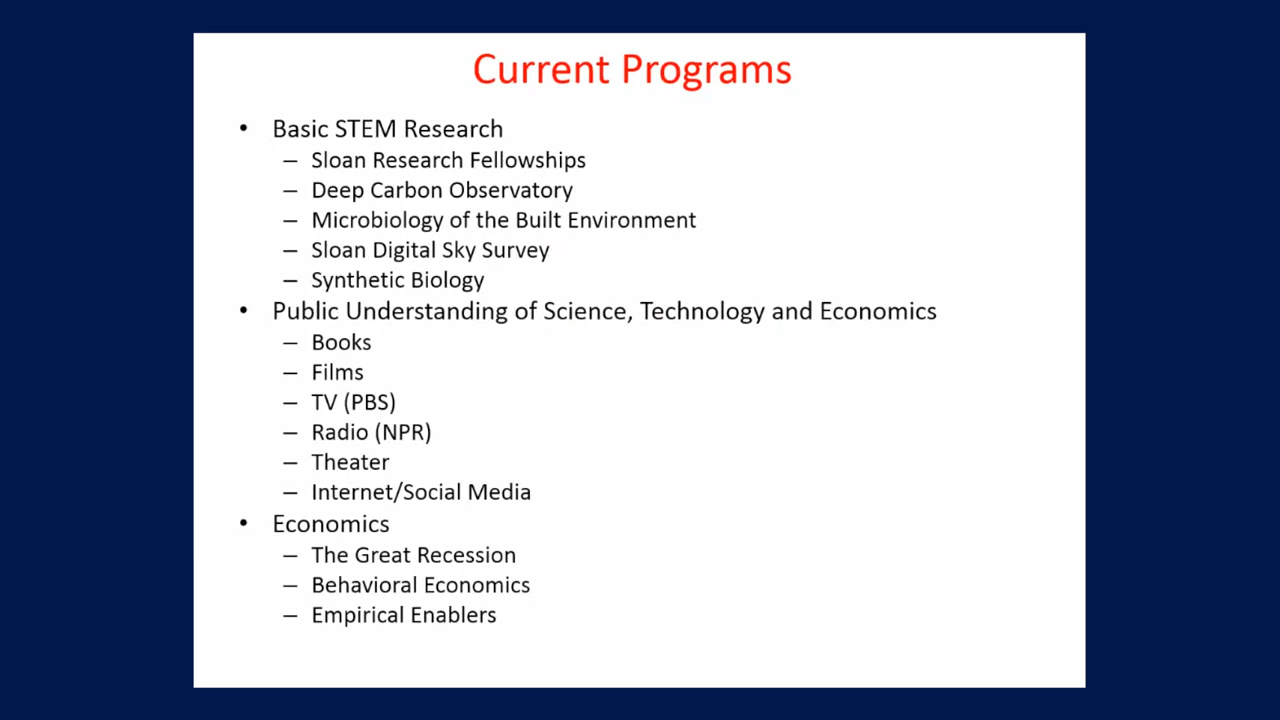 Current Programs
• Basic STEM Research
– Sloan Research Fellowships
– Deep Carbon Observatory
– Microbiology of the Built Environment
– Sloan Digital Sky Survey
– Synthetic Biology
• Public Understanding of Science, Technology and Economics
– Books
– Films
– TV (PBS)
– Radio (NPR)
– Theater
– Internet/Social Media
• Economics
– The Great Recession
– Behavioral Economics
– Empirical Enablers